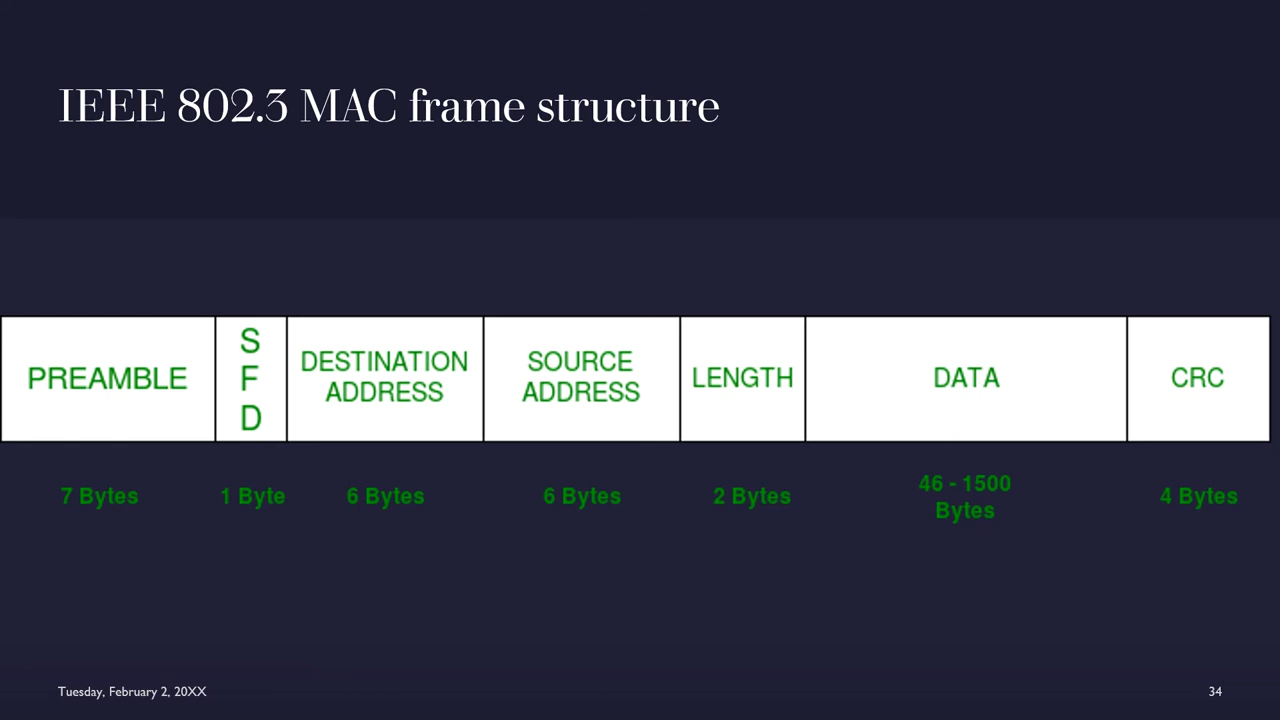 IEEE 802.3 MAC frame structure
PREAMBLE
S
F
D
DESTINATION
ADDRESS
SOURCE
ADDRESS
LENGTH
DATA
CRC
7 Bytes
1 Byte
6 Bytes
6 Bytes
2 Bytes
46 - 1500
Bytes
4 Bytes
Tuesday, February 2, 20XX
34